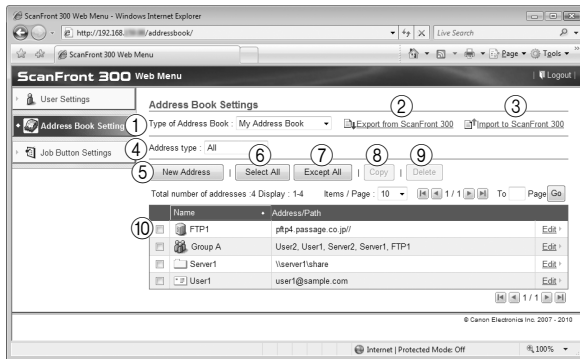 ScanFront 300 Web Menu - Windows Internet Explorer
http://192.168. /addressbook/
Live Search
ScanFront 300 Web Menu
Page Tools
ScanFront 300 Web Menu
Logout
User Settings
Address Book Settings
Address Book Setting
② ③
① Type of Address Book : My Address Book Export from ScanFront 300 Import to ScanFront 300
Job Button Settings
④ Address type : All
⑥ ⑦ ⑧ ⑨
⑤ New Address | Select All Except All | Copy Delete
Total number of addresses :4 Display : 1-4 Items / Page : 10 1 / 1 To Page Go
Name Address/Path
⑩ FTP1 pftp4.passage.co.jp// Edit
Group A User2, User1, Server2, Server1, FTP1 Edit
Server1 \\server1\share Edit
User1 user1@sample.com Edit
1 / 1
© Canon Electronics Inc. 2007 - 2010
Internet | Protected Mode: Off 100%